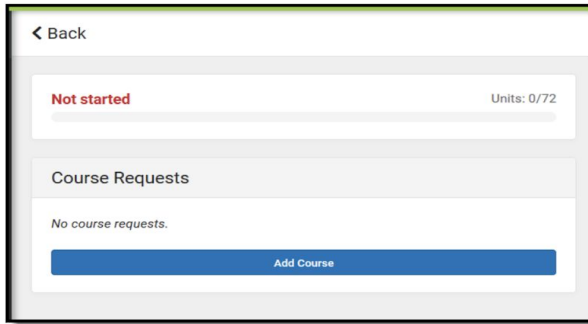 Back
Not started
Units: 0/72
Course Requests
No course requests.
Add Course